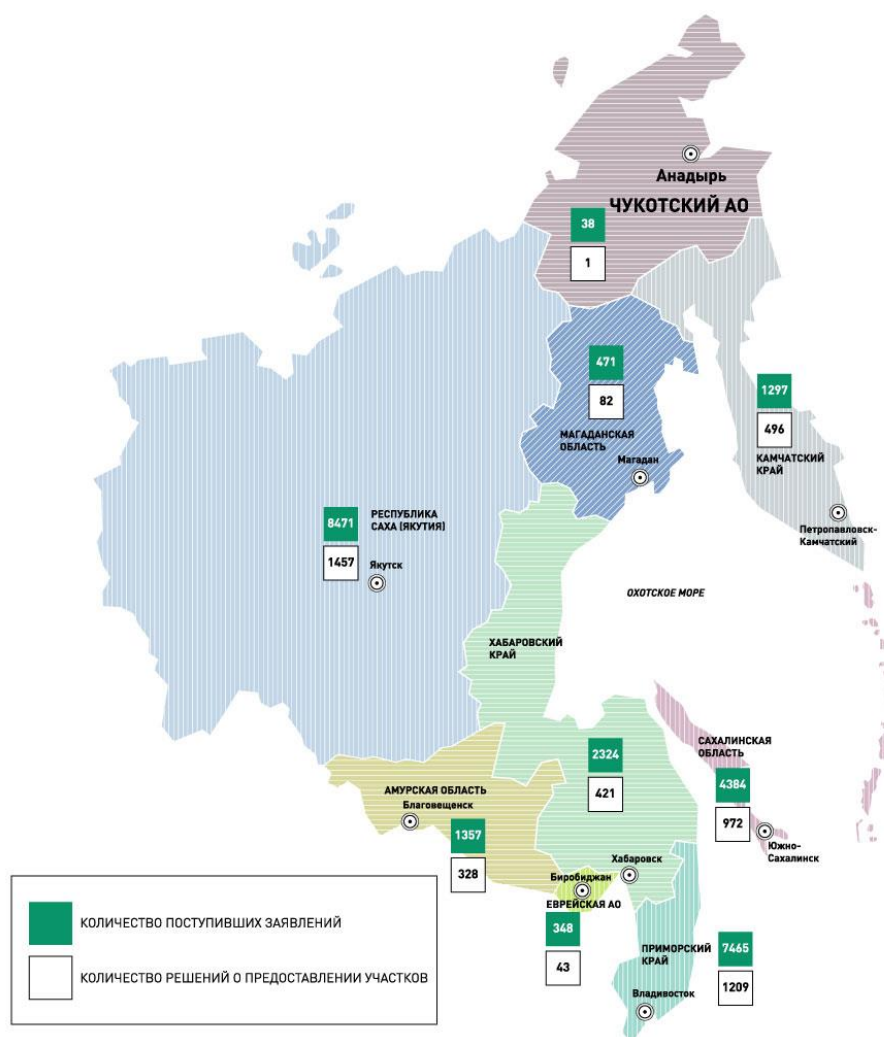 Анадырь
ЧУКОТСКИЙ АО
38
1
471
82
МАГАДАНСКАЯ
ОБЛАСТЬ
Магадан
1297
496
КАМЧАТСКИЙ
КРАЙ
Петропавловск-
Камчатский
8471
1457
РЕСПУБЛИКА
САХА (ЯКУТИЯ)
Якутск
ОХОТСКОЕ МОРЕ
ХАБАРОВСКИЙ
КРАЙ
2324
421
САХАЛИНСКАЯ
ОБЛАСТЬ
4384
972
Южно-
Сахалинск
АМУРСКАЯ ОБЛАСТЬ
Благовещенск
1357
328
Хабаровск
Биробиджан
ЕВРЕЙСКАЯ АО
348
43
ПРИМОРСКИЙ
КРАЙ
7465
1209
Владивосток
КОЛИЧЕСТВО ПОСТУПИВШИХ ЗАЯВЛЕНИЙ
КОЛИЧЕСТВО РЕШЕНИЙ О ПРЕДОСТАВЛЕНИИ УЧАСТКОВ